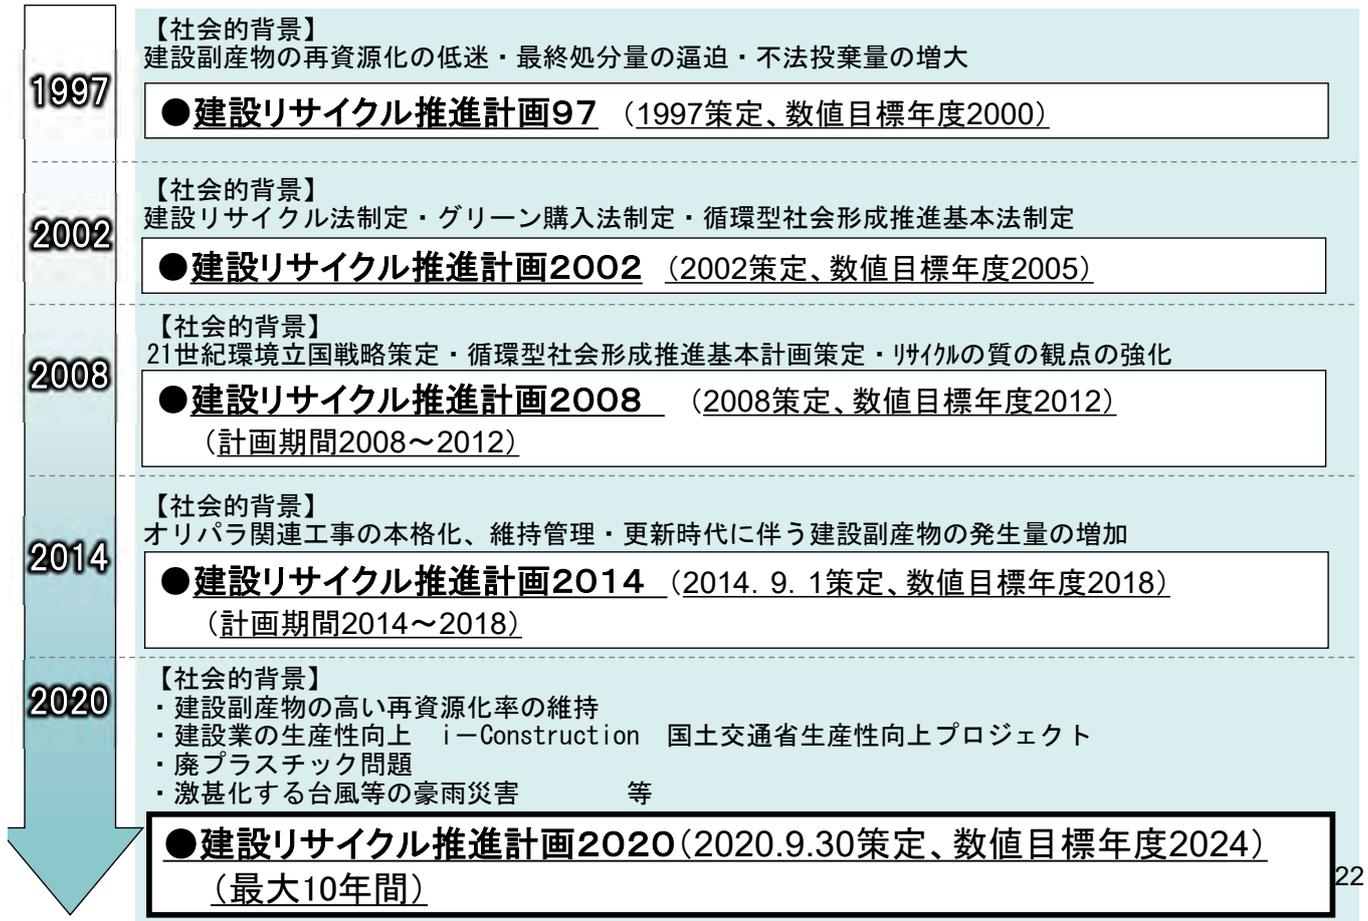 1997
【社会的背景】
建設副産物の再資源化の低迷・最終処分量の逼迫・不法投棄量の増大
●建設リサイクル推進計画97 （1997策定、数値目標年度2000）
2002
【社会的背景】
建設リサイクル法制定・グリーン購入法制定・循環型社会形成推進基本法制定
●建設リサイクル推進計画2002 （2002策定、数値目標年度2005）
2008
【社会的背景】
21世紀環境立国戦略策定・循環型社会形成推進基本計画策定・ﾘｻｲｸﾙの質の観点の強化
●建設リサイクル推進計画2008 （2008策定、数値目標年度2012）
（計画期間2008～2012）
2014
【社会的背景】
オリパラ関連工事の本格化、維持管理・更新時代に伴う建設副産物の発生量の増加
●建設リサイクル推進計画2014 （2014. 9. 1策定、数値目標年度2018）
（計画期間2014～2018）
2020
【社会的背景】
・建設副産物の高い再資源化率の維持
・建設業の生産性向上　i－Construction　国土交通省生産性向上プロジェクト
・廃プラスチック問題
・激甚化する台風等の豪雨災害　　　　等
●建設リサイクル推進計画2020（2020.9.30策定、数値目標年度2024）
（最大10年間）
22